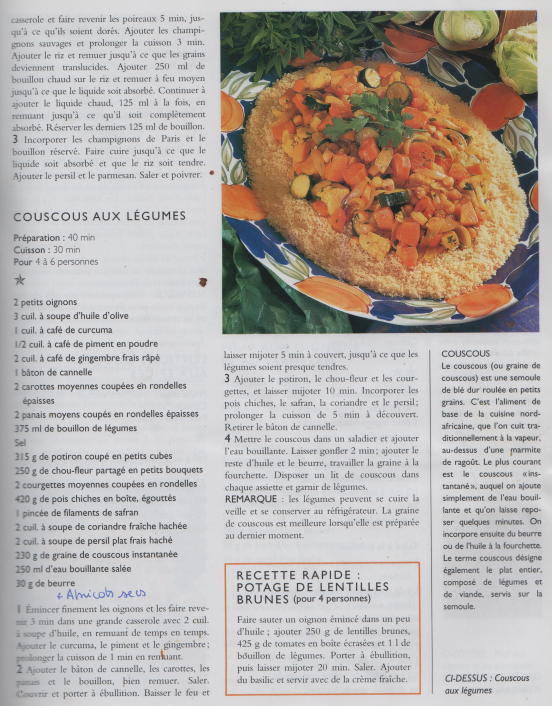 casserole et faire revenir les poireaux 5 min, jus-
qu'à ce qu'ils soient dorés. Ajouter les champi-
gnons sauvages et prolonger la cuisson 3 min.
Ajouter le riz et remuer jusqu'à ce que les grains
deviennent translucides. Ajouter 250 ml de
bouillon chaud sur le riz et remuer à feu moyen
jusqu'à ce que le liquide soit absorbé. Continuer à
ajouter le liquide chaud, 125 ml à la fois, en
remuant jusqu'à ce qu'il soit complètement
absorbé. Réserver les derniers 125 ml de bouillon.
3 Incorporer les champignons de Paris et le
bouillon réservé. Faire cuire jusqu'à ce que le
liquide soit absorbé et que le riz soit tendre.
Ajouter le persil et le parmesan. Saler et poivrer.
COUSCOUS AUX LÉGUMES
Préparation : 40 min
Cuisson : 30 min
Pour 4 à 6 personnes
2 petits oignons
3 cuil. à soupe d'huile d'olive
1 cuil. à café de curcuma
1/2 cuil. à café de piment en poudre
2 cuil. à café de gingembre frais râpé
1 bâton de cannelle
2 carottes moyennes coupées en rondelles
épaisses
2 panais moyens coupés en rondelles épaisses
375 ml de bouillon de légumes
Sel
315 g de potiron coupé en petits cubes
250 g de chou-fleur partagé en petits bouquets
2 courgettes moyennes coupées en rondelles
420 g de pois chiches en boîte, égouttés
1 pincée de filaments de safran
2 cuil. à soupe de coriandre fraîche hachée
2 cuil. à soupe de persil plat frais haché
230 g de graine de couscous instantanée
250 ml d'eau bouillante salée
30 g de beurre
+ Abricots secs
1 Émincer finement les oignons et les faire reve-
nir 3 min dans une grande casserole avec 2 cuil.
à soupe d'huile, en remuant de temps en temps.
Ajouter le curcuma, le piment et le gingembre ;
prolonger la cuisson de 1 min en remuant.
2 Ajouter le bâton de cannelle, les carottes, les
panais et le bouillon, bien remuer. Saler.
Couvrir et porter à ébullition. Baisser le feu et
laisser mijoter 5 min à couvert, jusqu'à ce que les
légumes soient presque tendres.
3 Ajouter le potiron, le chou-fleur et les cour-
gettes, et laisser mijoter 10 min. Incorporer les
pois chiches, le safran, la coriandre et le persil ;
prolonger la cuisson de 5 min à découvert.
Retirer le bâton de cannelle.
4 Mettre le couscous dans un saladier et ajouter
l'eau bouillante. Laisser gonfler 2 min ; ajouter le
reste d'huile et le beurre, travailler la graine à la
fourchette. Disposer un lit de couscous dans
chaque assiette et garnir de légumes.
REMARQUE : les légumes peuvent se cuire la
veille et se conserver au réfrigérateur. La graine
de couscous est meilleure lorsqu'elle est préparée
au dernier moment.
RECETTE RAPIDE :
POTAGE DE LENTILLES
BRUNES (pour 4 personnes)
Faire sauter un oignon émincé dans un peu
d'huile ; ajouter 250 g de lentilles brunes,
425 g de tomates en boîte écrasées et 1 l de
bouillon de légumes. Porter à ébullition,
puis laisser mijoter 20 min. Saler. Ajouter
du basilic et servir avec de la crème fraîche.
COUSCOUS
Le couscous (ou graine de
couscous) est une semoule
de blé dur roulée en petits
grains. C'est l'aliment de
base de la cuisine nord-
africaine, que l'on cuit tra-
ditionnellement à la vapeur,
au-dessus d'une marmite
de ragoût. Le plus courant
est le couscous «ins-
tantané», auquel on ajoute
simplement de l'eau bouil-
lante et qu'on laisse repo-
ser quelques minutes. On
incorpore ensuite du beurre
ou de l'huile à la fourchette.
Le terme couscous désigne
également le plat entier,
composé de légumes et
de viande, servis sur la
semoule.
CI-DESSUS : Couscous
aux légumes